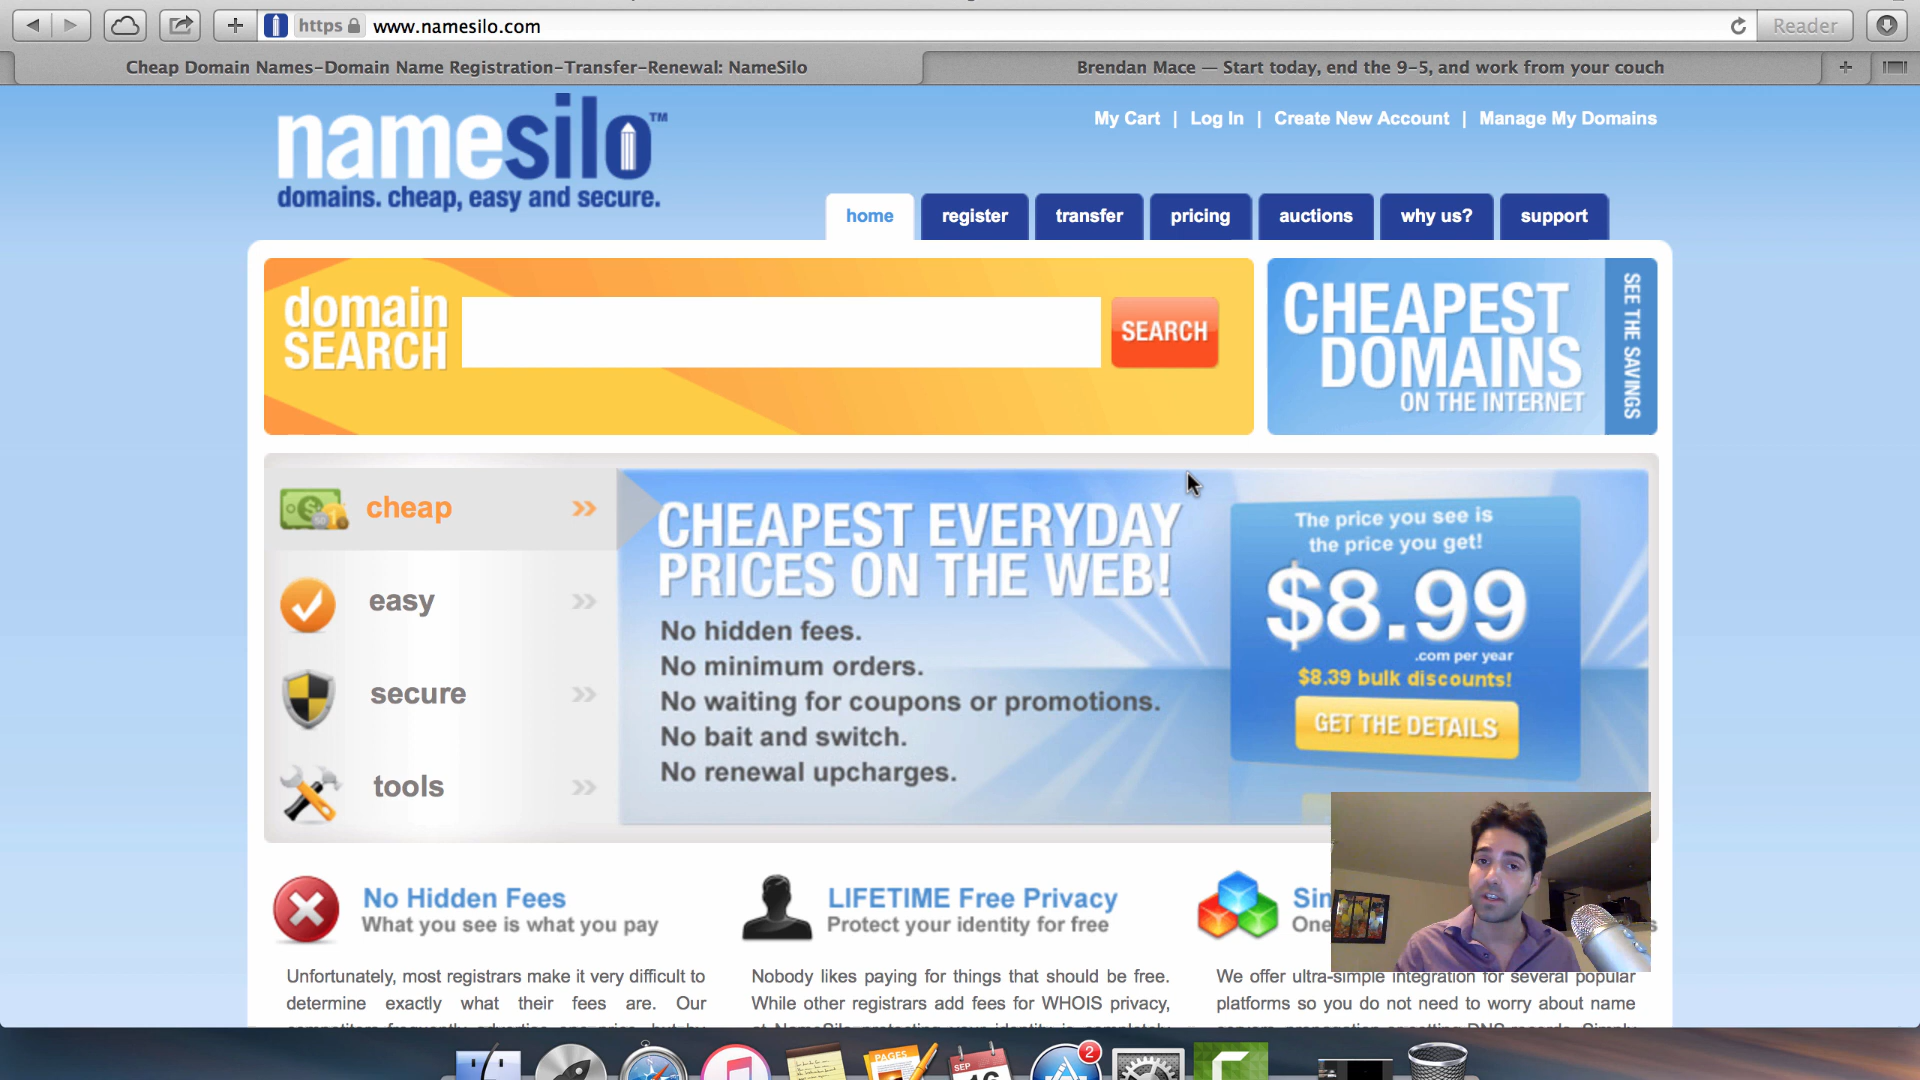 https www.namesilo.com Reader
Cheap Domain Names–Domain Name Registration–Transfer–Renewal: NameSilo
Brendan Mace — Start today, end the 9–5, and work from your couch
namesilo™
domains. cheap, easy and secure.
My Cart | Log In | Create New Account | Manage My Domains
home register transfer pricing auctions why us? support
domain
SEARCH
SEARCH
CHEAPEST
DOMAINS
ON THE INTERNET
SEE THE SAVINGS
cheap
easy
secure
tools
CHEAPEST EVERYDAY
PRICES ON THE WEB!
No hidden fees.
No minimum orders.
No waiting for coupons or promotions.
No bait and switch.
No renewal upcharges.
The price you see is
the price you get!
$8.99
.com per year
$8.39 bulk discounts!
GET THE DETAILS
No Hidden Fees
What you see is what you pay
Unfortunately, most registrars make it very difficult to
determine exactly what their fees are. Our
LIFETIME Free Privacy
Protect your identity for free
Nobody likes paying for things that should be free.
While other registrars add fees for WHOIS privacy,
One
We offer ultra-simple integration for several popular
platforms so you do not need to worry about name
PAGES
SEP
2